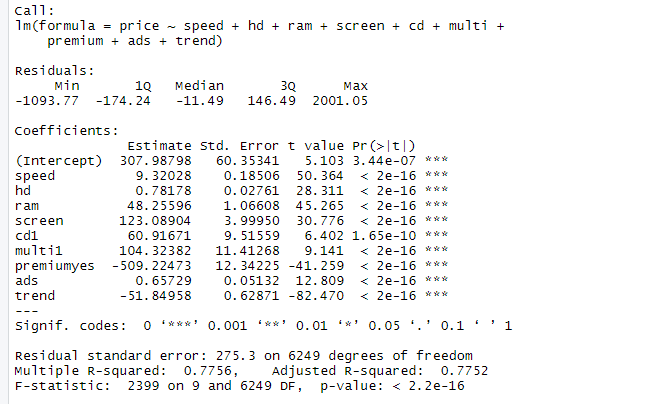 Call:
lm(formula = price ~ speed + hd + ram + screen + cd + multi +
    premium + ads + trend)

Residuals:
     Min       1Q   Median       3Q      Max
-1093.77  -174.24   -11.49   146.49  2001.05

Coefficients:
              Estimate Std. Error t value Pr(>|t|)
(Intercept)  307.98798   60.35341   5.103 3.44e-07 ***
speed          9.32028    0.18506  50.364  < 2e-16 ***
hd             0.78178    0.02761  28.311  < 2e-16 ***
ram           48.25596    1.06608  45.265  < 2e-16 ***
screen       123.08904    3.99950  30.776  < 2e-16 ***
cd1           60.91671    9.51559   6.402 1.65e-10 ***
multi1       104.32382   11.41268   9.141  < 2e-16 ***
premiumyes  -509.22473   12.34225 -41.259  < 2e-16 ***
ads            0.65729    0.05132  12.809  < 2e-16 ***
trend        -51.84958    0.62871 -82.470  < 2e-16 ***
---
Signif. codes:  0 ‘***’ 0.001 ‘**’ 0.01 ‘*’ 0.05 ‘.’ 0.1 ‘ ’ 1

Residual standard error: 275.3 on 6249 degrees of freedom
Multiple R-squared:  0.7756,    Adjusted R-squared:  0.7752
F-statistic:  2399 on 9 and 6249 DF,  p-value: < 2.2e-16